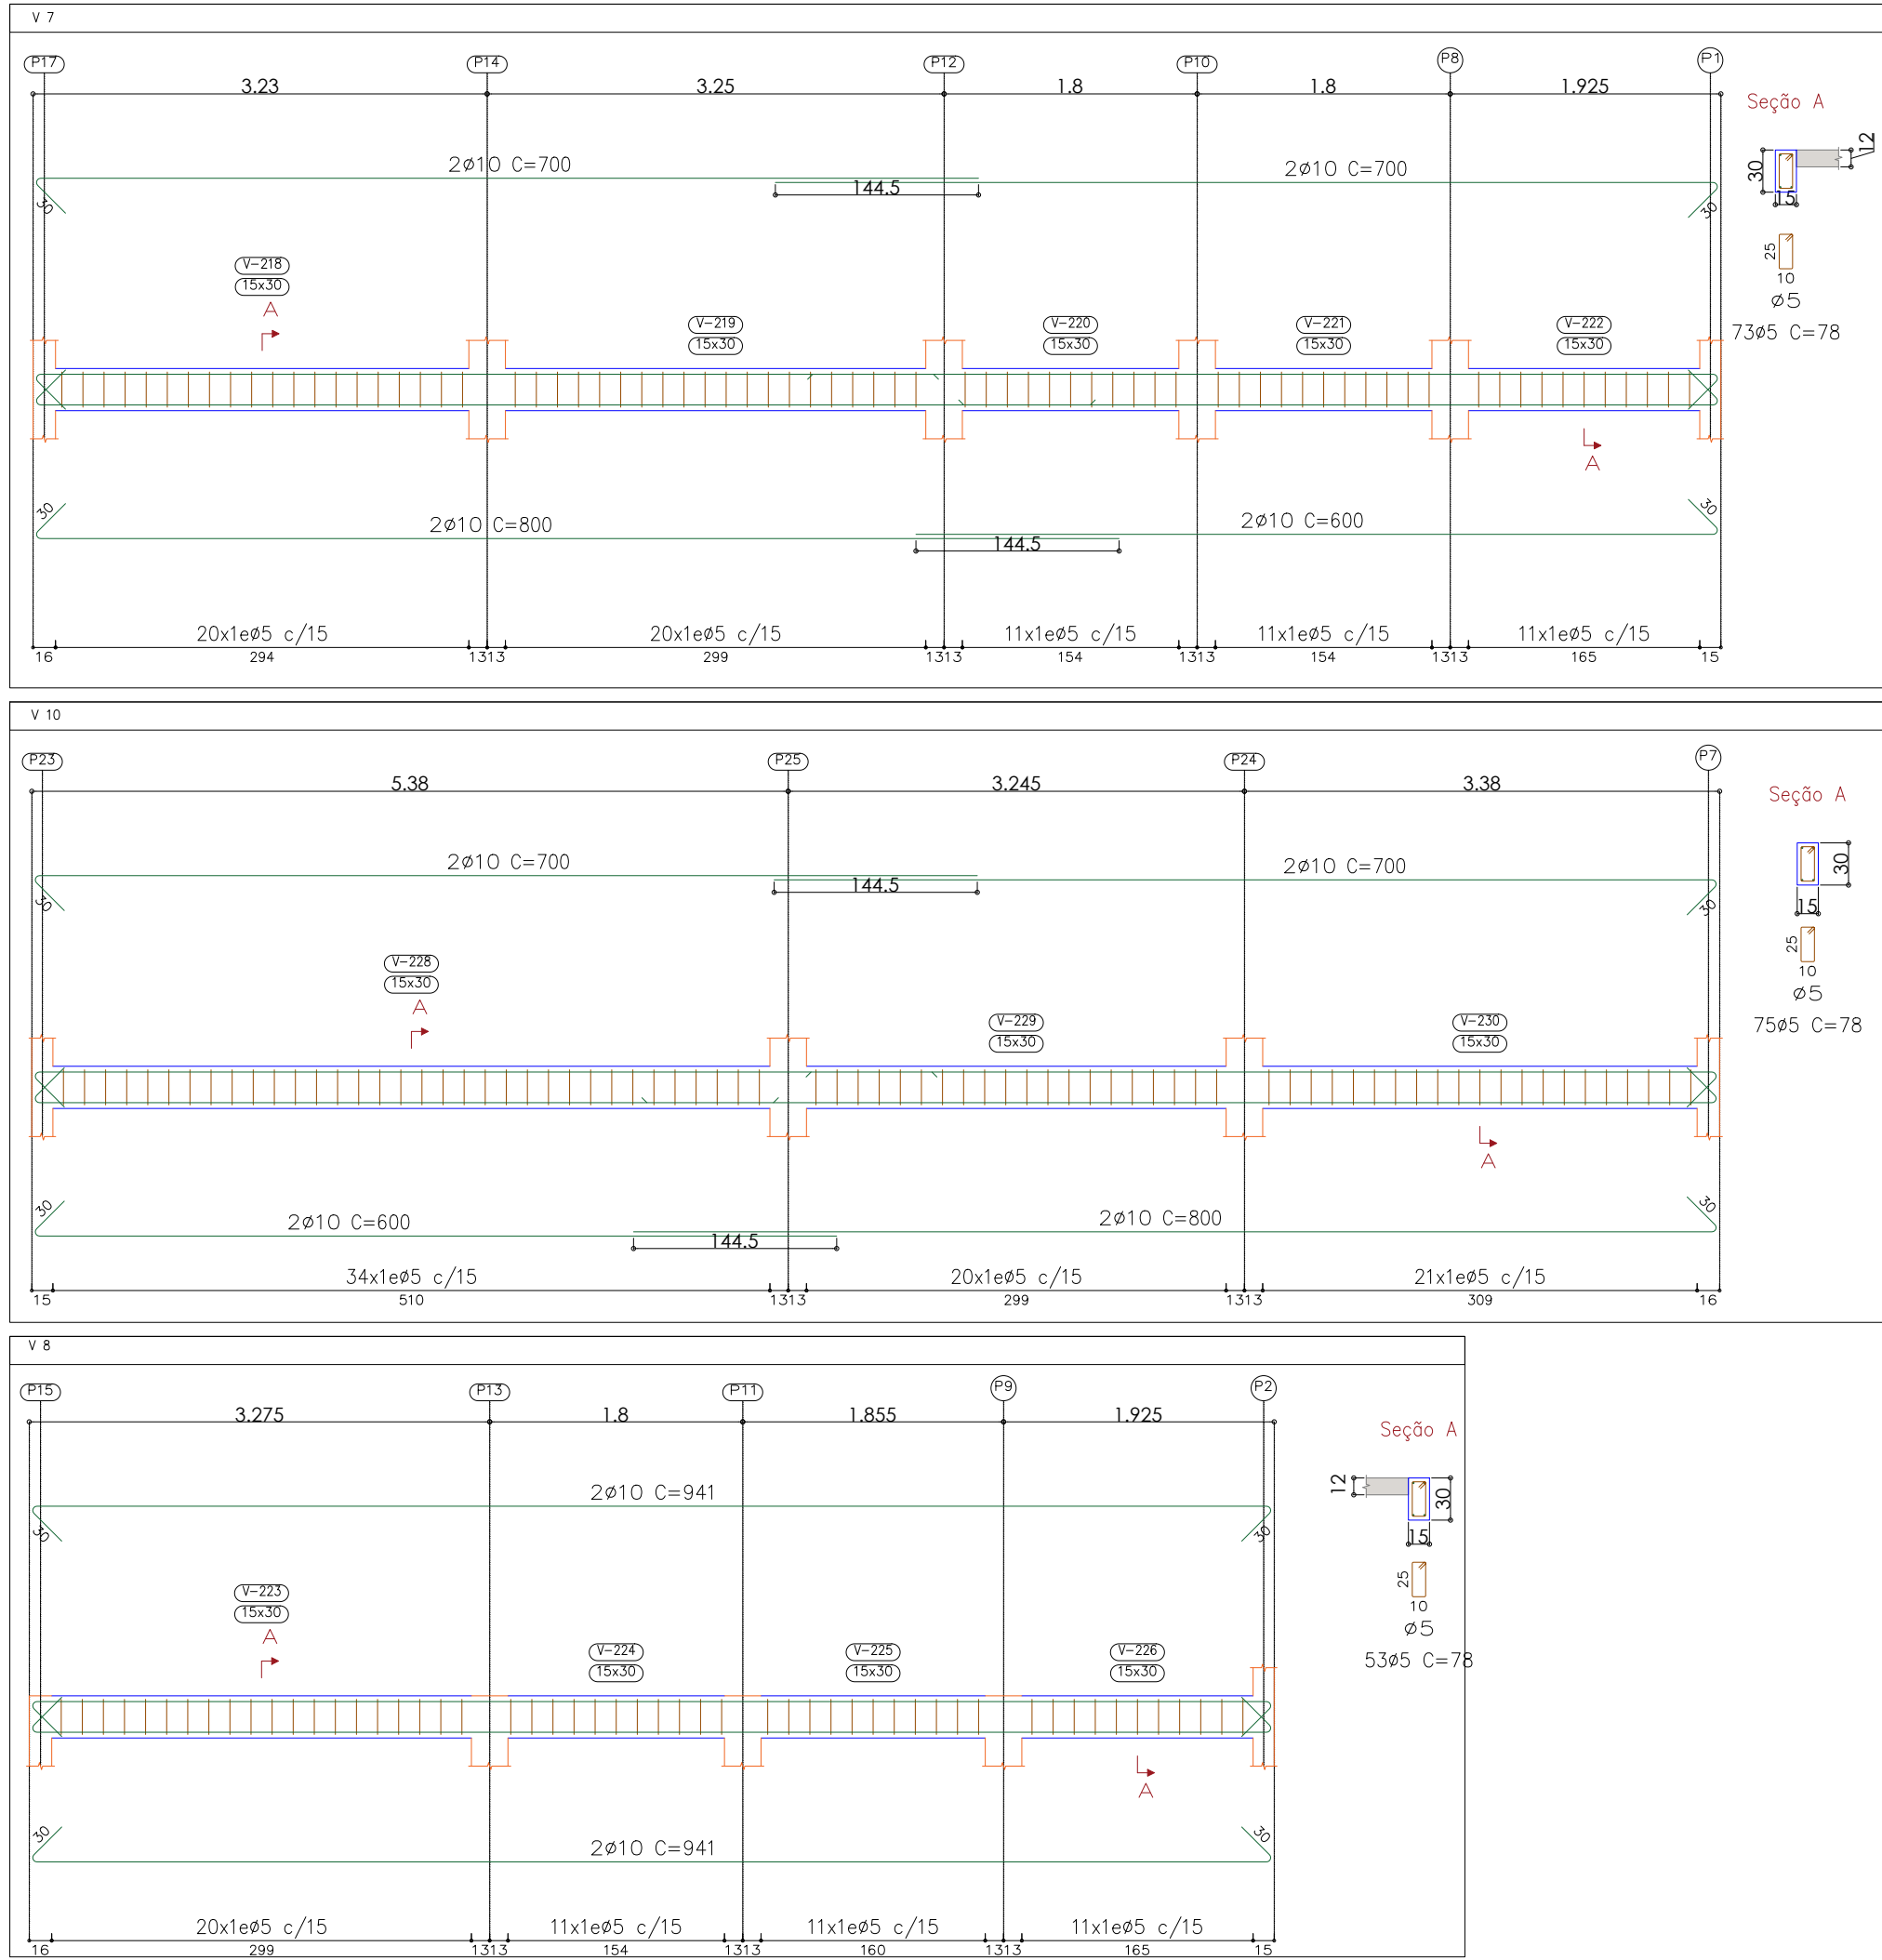 V 7
P17 P14 P12 P10 P8 P1
3.23 3.25 1.8 1.8 1.925
Seção A
12
30
15
2ø10 C=700 2ø10 C=700
144.5
30 30
25
10
ø5
73ø5 C=78
V-218
15x30
A
V-219 V-220 V-221 V-222
15x30 15x30 15x30 15x30
A
30 30
2ø10 C=800 2ø10 C=600
144.5
20x1eø5 c/15 20x1eø5 c/15 11x1eø5 c/15 11x1eø5 c/15 11x1eø5 c/15
16 294 1313 299 1313 154 1313 154 1313 165 15
V 10
P23 P25 P24 P7
5.38 3.245 3.38
Seção A
30
15
2ø10 C=700 2ø10 C=700
144.5
30 30
25
10
ø5
75ø5 C=78
V-228
15x30
A
V-229 V-230
15x30 15x30
A
30 30
2ø10 C=600 2ø10 C=800
144.5
34x1eø5 c/15 20x1eø5 c/15 21x1eø5 c/15
15 510 1313 299 1313 309 16
V 8
P15 P13 P11 P9 P2
3.275 1.8 1.855 1.925
Seção A
12
30
15
2ø10 C=941
30 30
25
10
ø5
53ø5 C=78
V-223
15x30
A
V-224 V-225 V-226
15x30 15x30 15x30
A
30 30
2ø10 C=941
20x1eø5 c/15 11x1eø5 c/15 11x1eø5 c/15 11x1eø5 c/15
16 299 1313 154 1313 160 1313 165 15